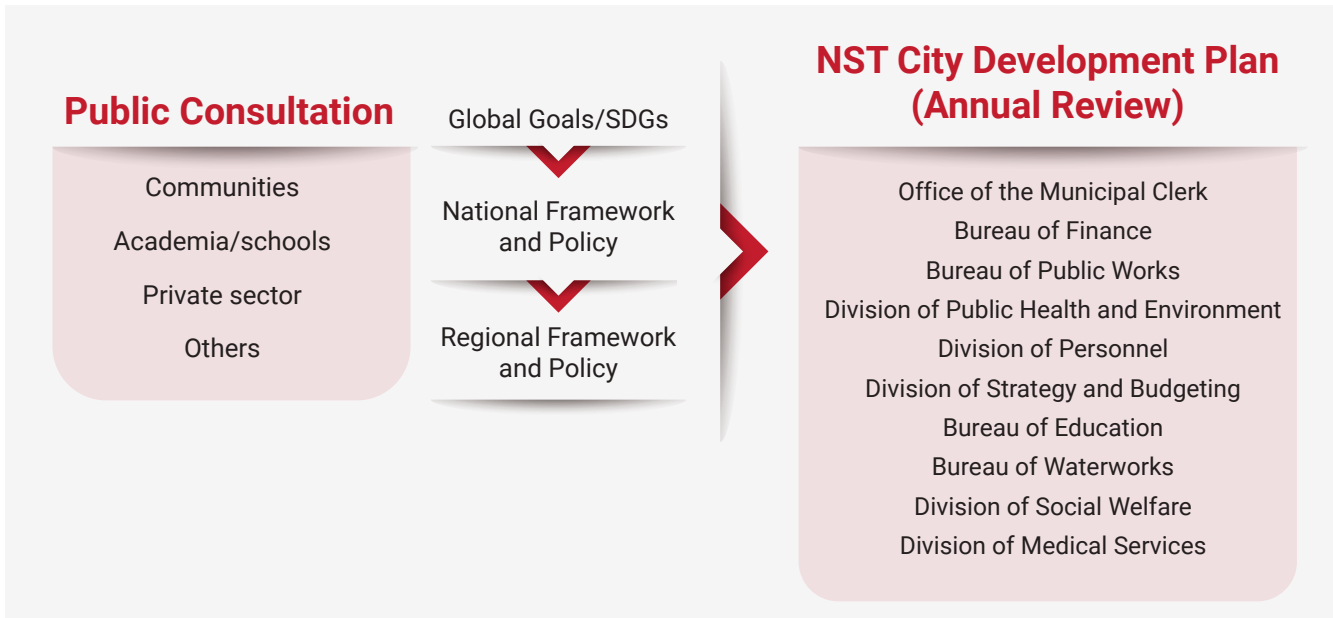 Public Consultation
Communities
Academia/schools
Private sector
Others
Global Goals/SDGs
National Framework
and Policy
Regional Framework
and Policy
NST City Development Plan
(Annual Review)
Office of the Municipal Clerk
Bureau of Finance
Bureau of Public Works
Division of Public Health and Environment
Division of Personnel
Division of Strategy and Budgeting
Bureau of Education
Bureau of Waterworks
Division of Social Welfare
Division of Medical Services